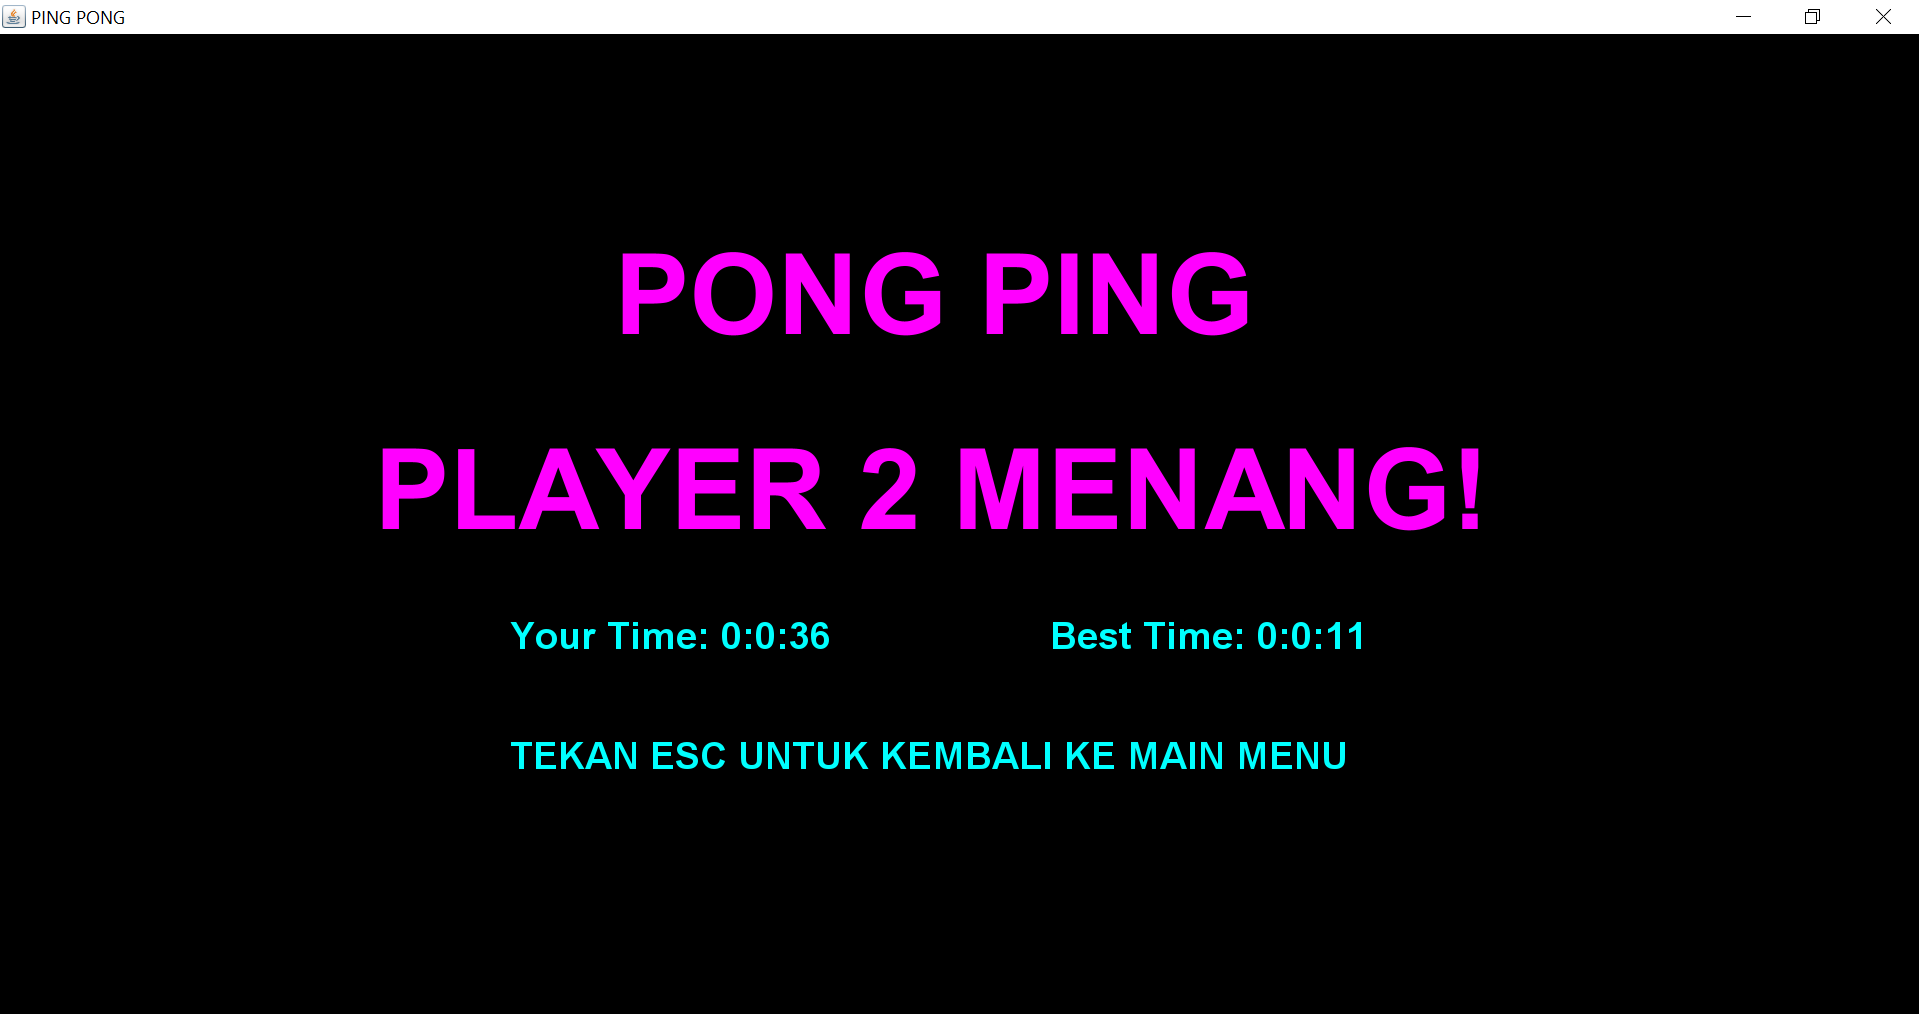 PING PONG
PONG PING
PLAYER 2 MENANG!
Your Time: 0:0:36 Best Time: 0:0:11
TEKAN ESC UNTUK KEMBALI KE MAIN MENU